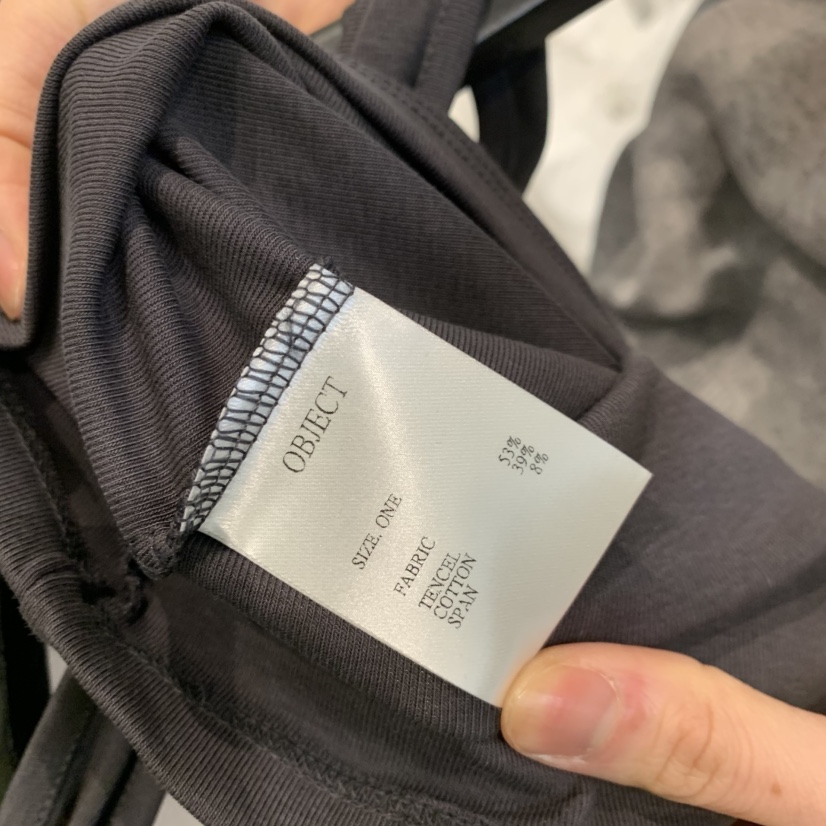 OBJECT
SIZE. ONE
FABRIC
TENCEL 53%
COTTON 39%
SPAN 8%